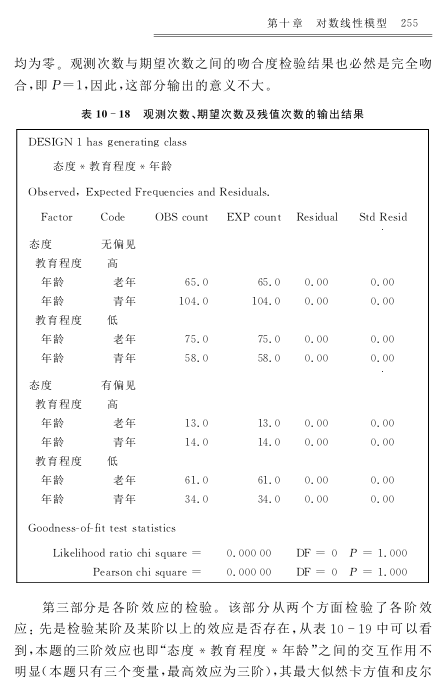 第十章 对数线性模型 255
均为零。观测次数与期望次数之间的吻合度检验结果也必然是完全吻
合,即 P=1,因此,这部分输出的意义不大。
表 10-18 观测次数、期望次数及残值次数的输出结果
DESIGN 1 has generating class
态度 * 教育程度 * 年龄
Observed, Expected Frequencies and Residuals.
Factor Code OBS count EXP count Residual Std Resid
态度 无偏见
教育程度 高
年龄 老年 65.0 65.0 0.00 0.00
年龄 青年 104.0 104.0 0.00 0.00
教育程度 低
年龄 老年 75.0 75.0 0.00 0.00
年龄 青年 58.0 58.0 0.00 0.00
态度 有偏见
教育程度 高
年龄 老年 13.0 13.0 0.00 0.00
年龄 青年 14.0 14.0 0.00 0.00
教育程度 低
年龄 老年 61.0 61.0 0.00 0.00
年龄 青年 34.0 34.0 0.00 0.00
Goodness-of-fit test statistics
Likelihood ratio chi square = 0.000 00 DF = 0 P = 1.000
Pearson chi square = 0.000 00 DF = 0 P = 1.000
第三部分是各阶效应的检验。该部分从两个方面检验了各阶效
应:先是检验某阶及某阶以上的效应是否存在,从表 10-19 中可以看
到,本题的三阶效应也即“态度 * 教育程度 * 年龄”之间的交互作用不
明显(本题只有三个变量,最高效应为三阶),其最大似然卡方值和皮尔